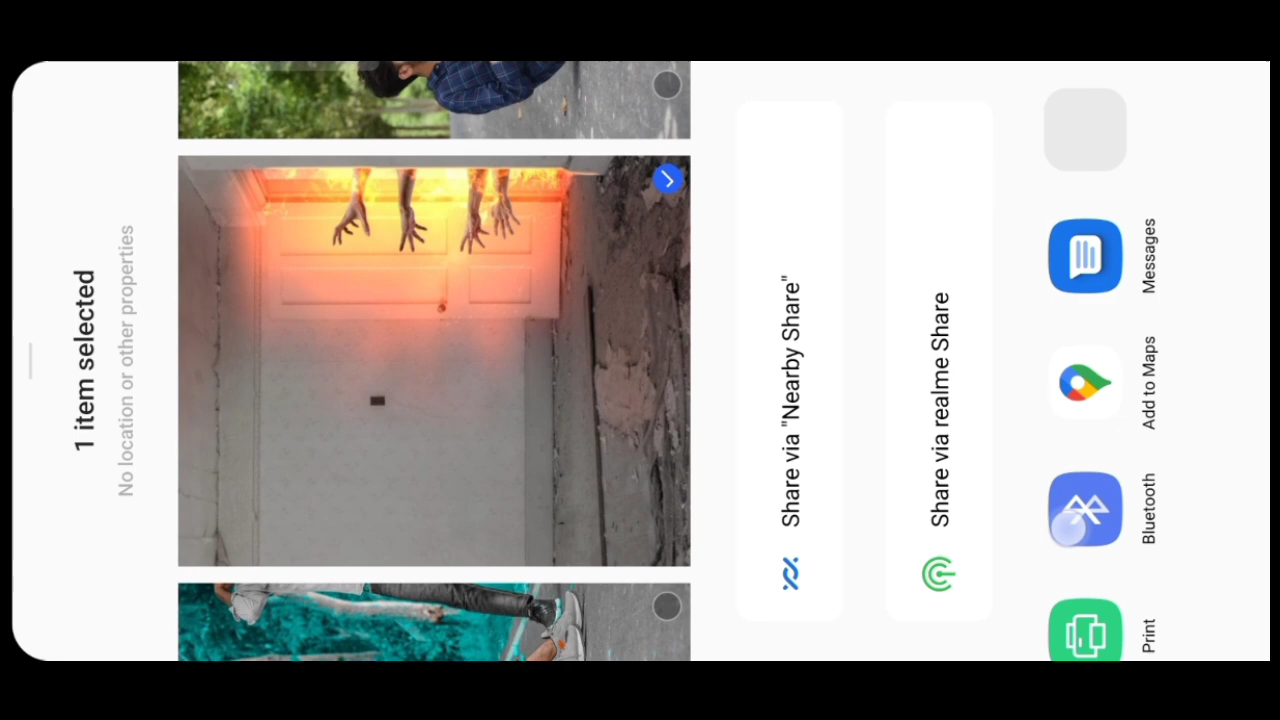 1 item selected
No location or other properties
Share via "Nearby Share"
Share via realme Share
Print
Bluetooth
Add to Maps
Messages